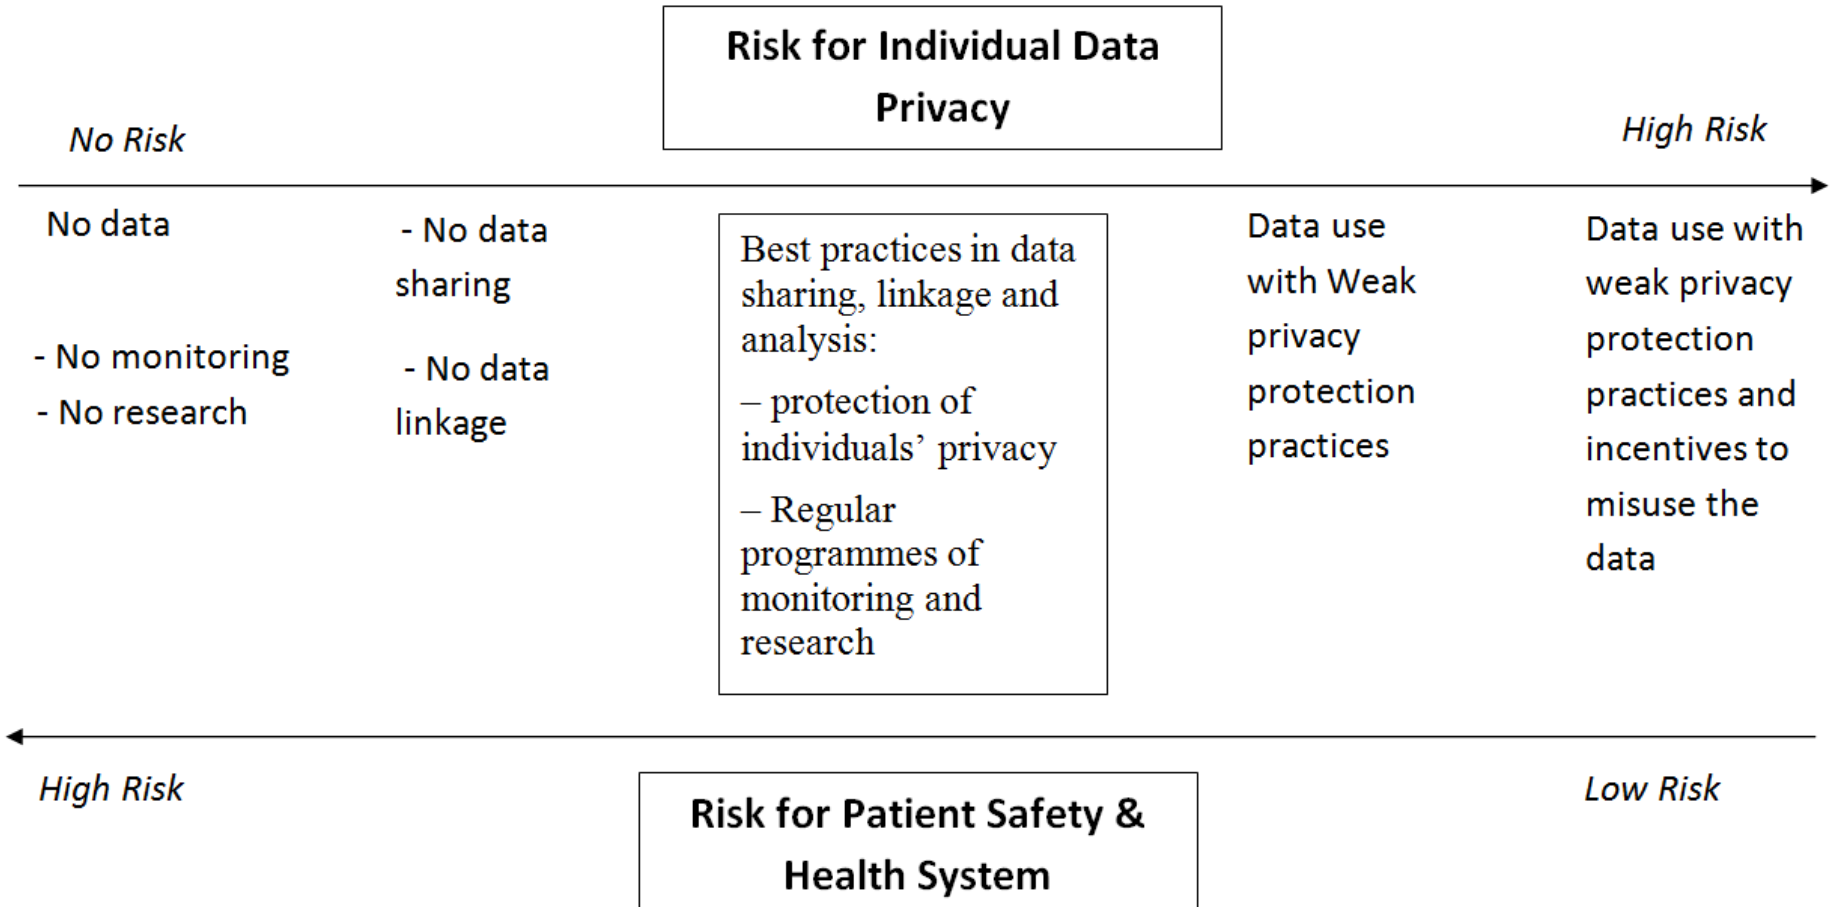 Risk for Individual Data
Privacy
No Risk
High Risk
No data
- No monitoring
- No research
- No data
sharing
- No data
linkage
Best practices in data
sharing, linkage and
analysis:
– protection of
individuals’ privacy
– Regular
programmes of
monitoring and
research
Data use
with Weak
privacy
protection
practices
Data use with
weak privacy
protection
practices and
incentives to
misuse the
data
High Risk
Low Risk
Risk for Patient Safety &
Health System